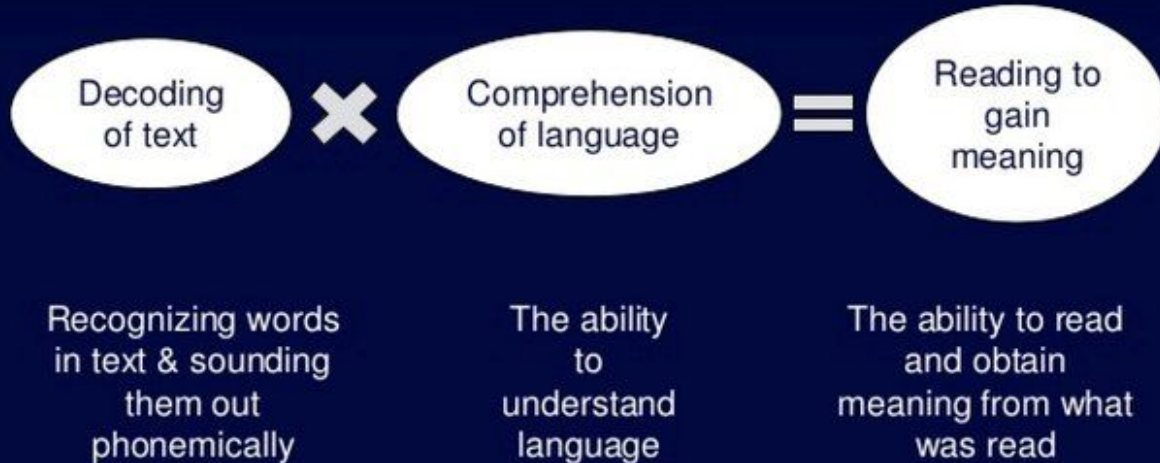 Decoding
of text
Comprehension
of language
Reading to
gain
meaning
Recognizing words
in text & sounding
them out
phonemically
The ability
to
understand
language
The ability to read
and obtain
meaning from what
was read